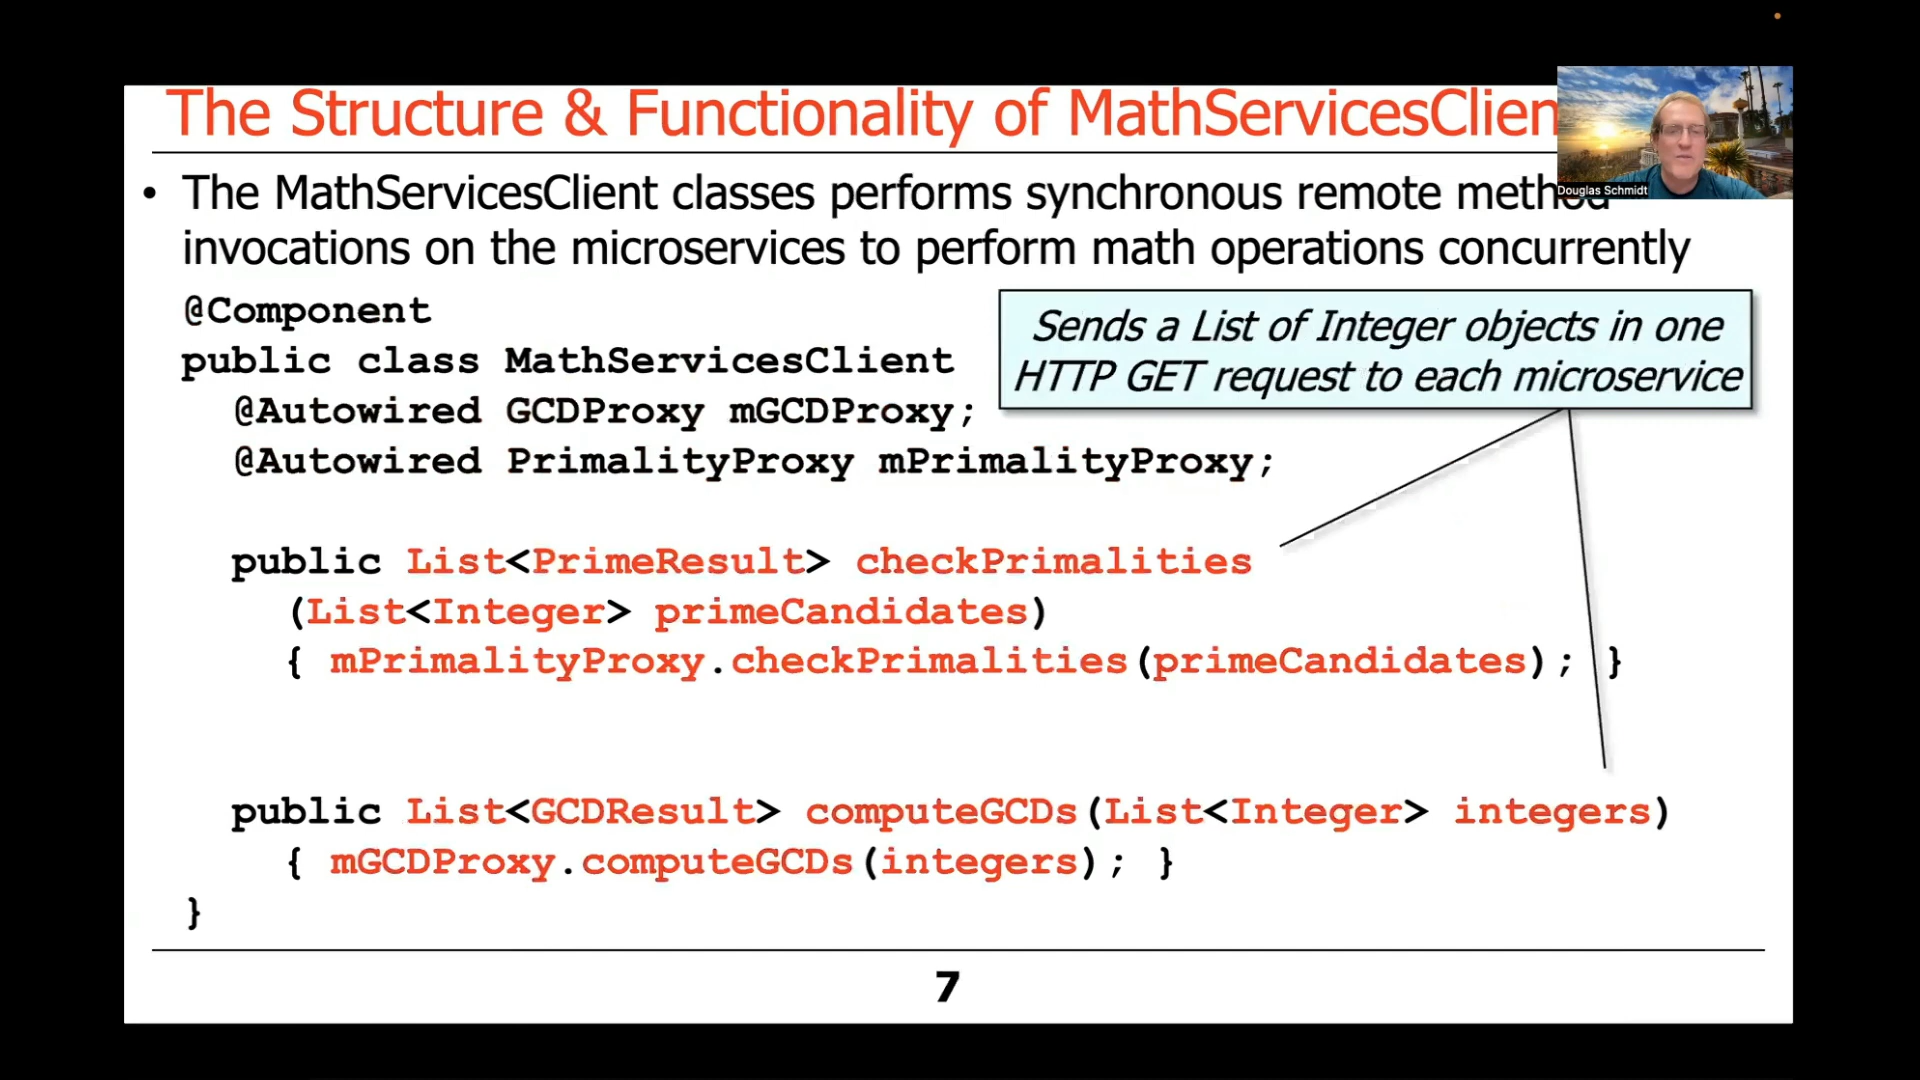 The Structure & Functionality of MathServicesClien
Douglas Schmidt
• The MathServicesClient classes performs synchronous remote method
invocations on the microservices to perform math operations concurrently
Sends a List of Integer objects in one
HTTP GET request to each microservice
@Component
public class MathServicesClient
@Autowired GCDProxy mGCDProxy;
@Autowired PrimalityProxy mPrimalityProxy;
public List<PrimeResult> checkPrimalities
(List<Integer> primeCandidates)
{ mPrimalityProxy.checkPrimalities(primeCandidates); }
public List<GCDResult> computeGCDs(List<Integer> integers)
{ mGCDProxy.computeGCDs(integers); }
}
7